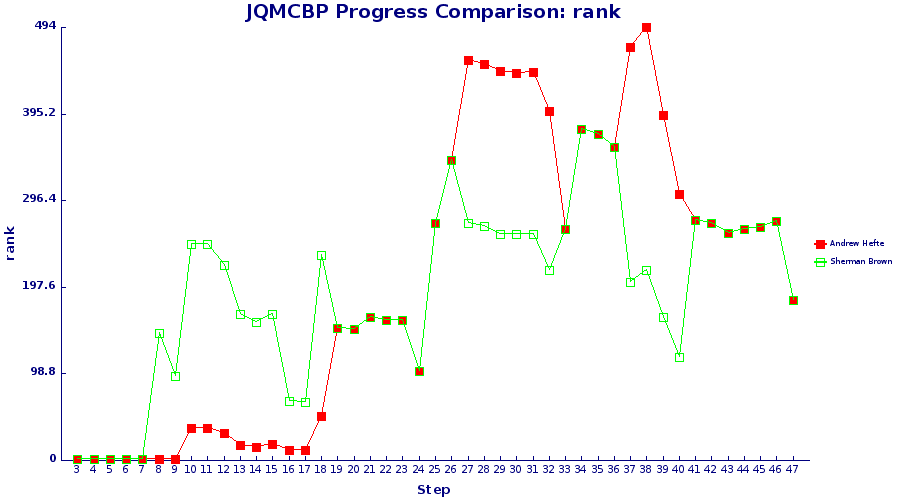 JQMCBP Progress Comparison: rank
494
395.2
296.4
197.6
98.8
0
rank
3 4 5 6 7 8 9 10 11 12 13 14 15 16 17 18 19 20 21 22 23 24 25 26 27 28 29 30 31 32 33 34 35 36 37 38 39 40 41 42 43 44 45 46 47
Step
Andrew Hefte
Sherman Brown